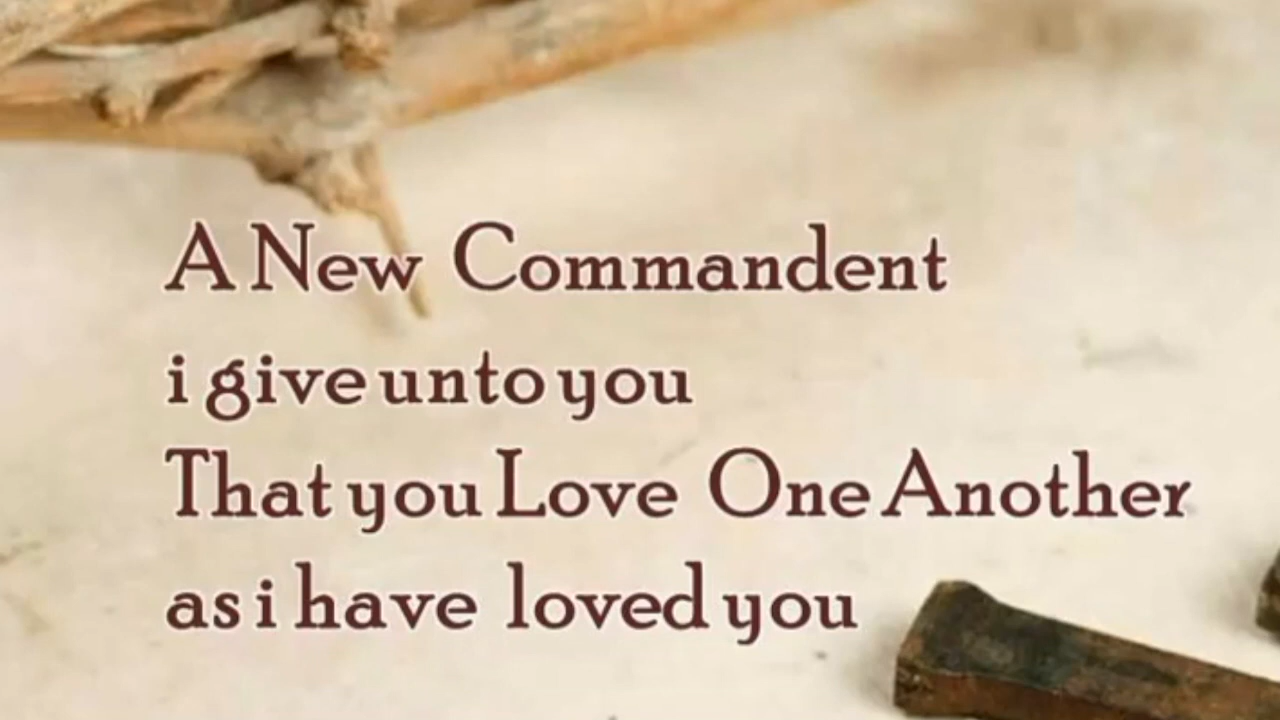 A New Commandent
i give unto you
That you Love One Another
as i have loved you